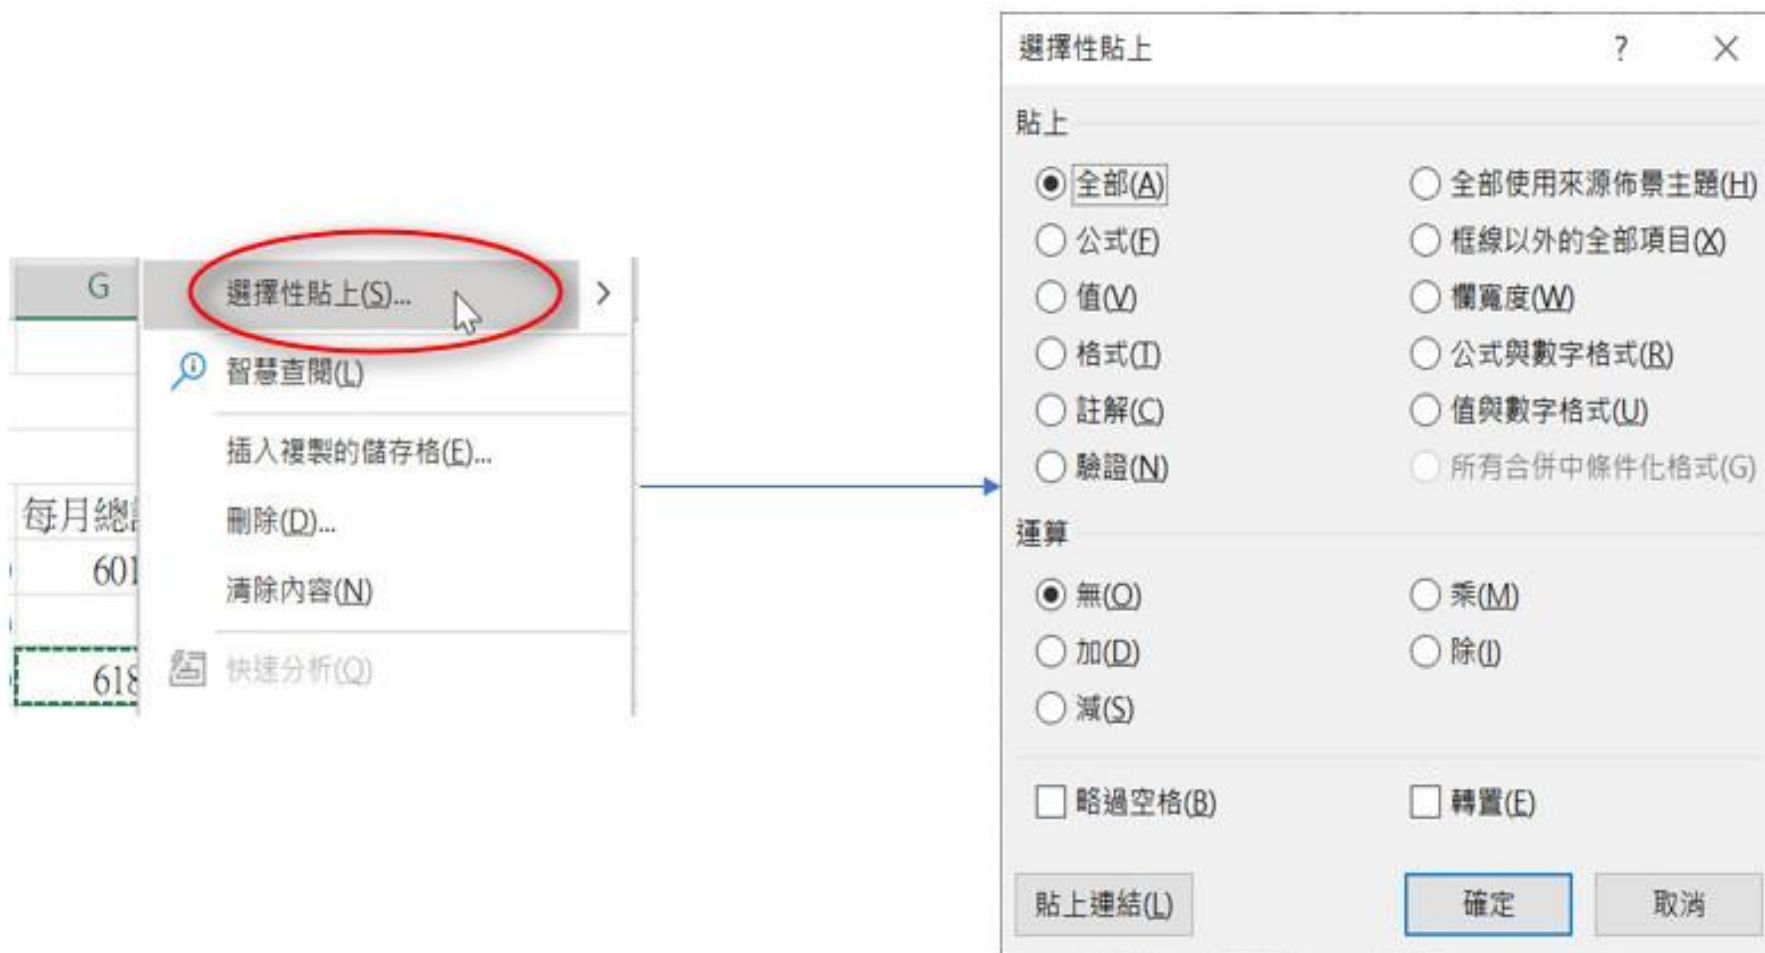 G
選擇性貼上(S)...
智慧查閱(L)
插入複製的儲存格(E)...
刪除(D)...
清除內容(N)
快速分析(Q)
每月總
601
618
選擇性貼上
貼上
全部(A) 全部使用來源佈景主題(H)
公式(F) 框線以外的全部項目(X)
值(V) 欄寬度(W)
格式(T) 公式與數字格式(R)
註解(C) 值與數字格式(U)
驗證(N) 所有合併中條件化格式(G)
運算
無(O) 乘(M)
加(D) 除(I)
減(S)
略過空格(B) 轉置(E)
貼上連結(L) 確定 取消